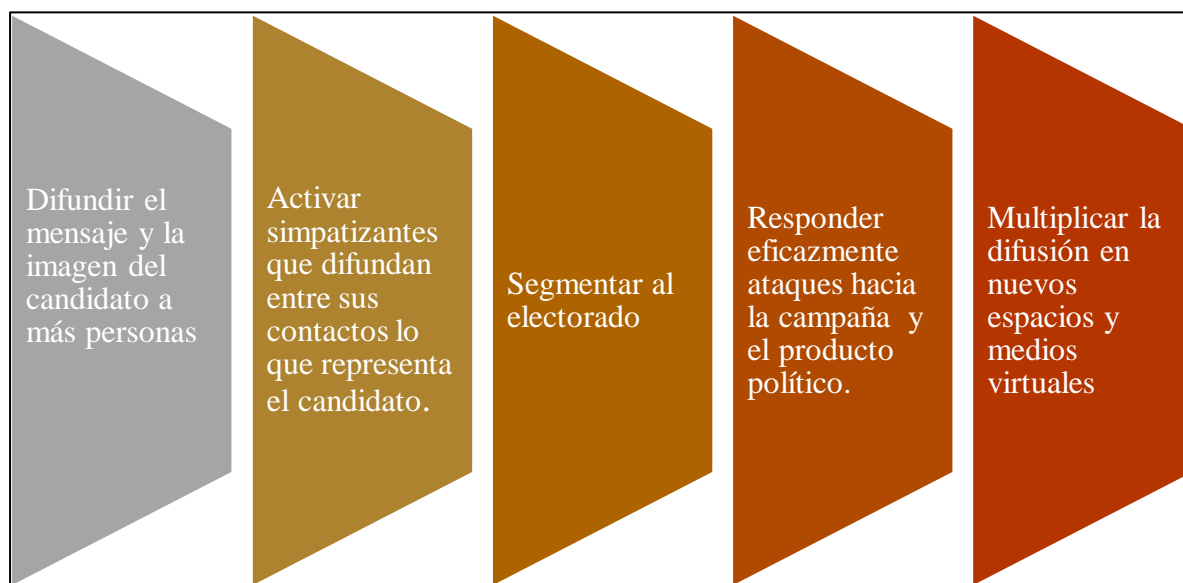 Difundir el
mensaje y la
imagen del
candidato a
más personas
Activar
simpatizantes
que difundan
entre sus
contactos lo
que representa
el candidato.
Segmentar al
electorado
Responder
eficazmente
ataques hacia
la campaña  y
el producto
político.
Multiplicar la
difusión en
nuevos
espacios y
medios
virtuales